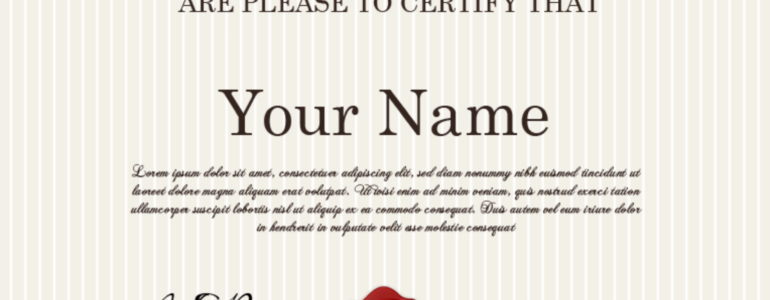 ARE PLEASE TO CERTIFY THAT
Your Name
Lorem ipsum dolor sit amet, consectetuer adipiscing elit, sed diam nonummy nibh euismod tincidunt ut
laoreet dolore magna aliquam erat volutpat. Ut wisi enim ad minim veniam, quis nostrud exerci tation
ullamcorper suscipit lobortis nisl ut aliquip ex ea commodo consequat. Duis autem vel eum iriure dolor
in hendrerit in vulputate velit esse molestie consequat